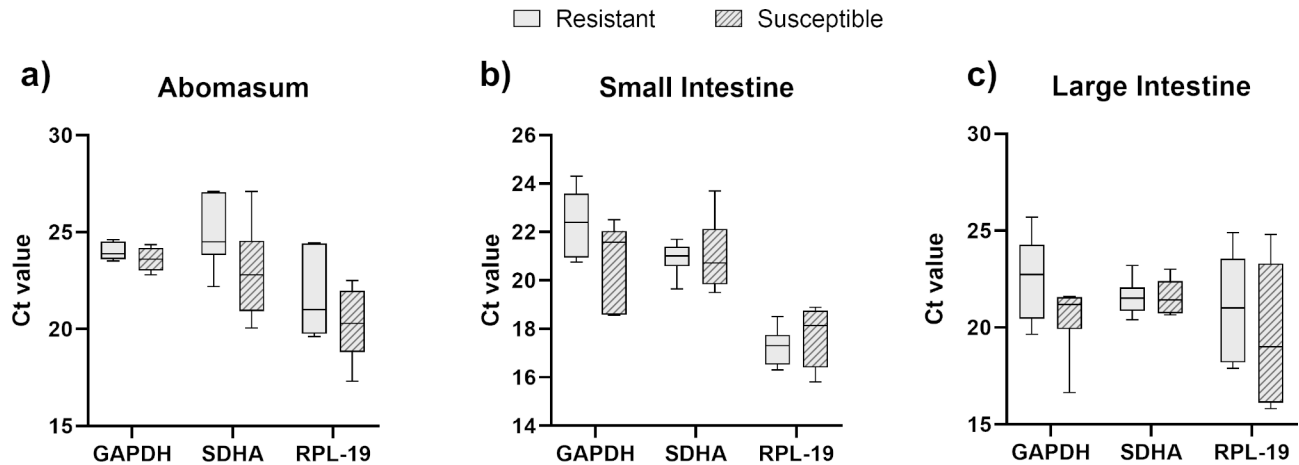 Resistant Susceptible
a) Abomasum
Ct value
30
25
20
15
GAPDH SDHA RPL-19
b) Small Intestine
Ct value
26
24
22
20
18
16
14
GAPDH SDHA RPL-19
c) Large Intestine
Ct value
30
25
20
15
GAPDH SDHA RPL-19